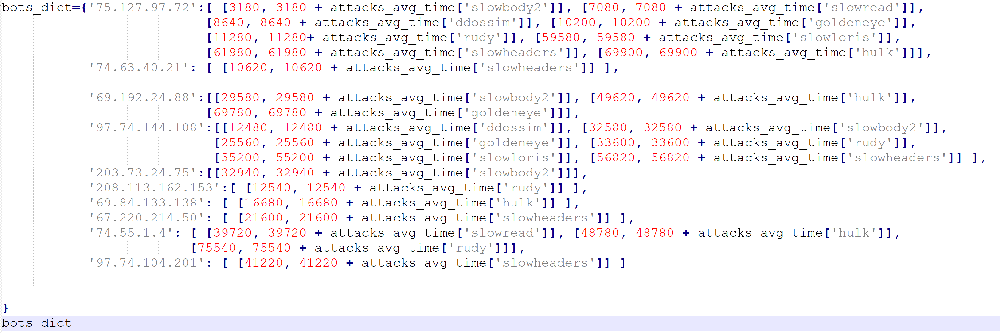 bots_dict={'75.127.97.72':[ [3180, 3180 + attacks_avg_time['slowbody2']], [7080, 7080 + attacks_avg_time['slowread']],
[8640, 8640 + attacks_avg_time['ddossim']], [10200, 10200 + attacks_avg_time['goldeneye']],
[11280, 11280+ attacks_avg_time['rudy']], [59580, 59580 + attacks_avg_time['slowloris']],
[61980, 61980 + attacks_avg_time['slowheaders']], [69900, 69900 + attacks_avg_time['hulk']]],
'74.63.40.21': [ [10620, 10620 + attacks_avg_time['slowheaders']] ],
'69.192.24.88':[[29580, 29580 + attacks_avg_time['slowbody2']], [49620, 49620 + attacks_avg_time['hulk']],
[69780, 69780 + attacks_avg_time['goldeneye']]],
'97.74.144.108':[[12480, 12480 + attacks_avg_time['ddossim']], [32580, 32580 + attacks_avg_time['slowbody2']],
[25560, 25560 + attacks_avg_time['goldeneye']], [33600, 33600 + attacks_avg_time['rudy']],
[55200, 55200 + attacks_avg_time['slowloris']], [56820, 56820 + attacks_avg_time['slowheaders']] ],
'203.73.24.75':[[32940, 32940 + attacks_avg_time['slowbody2']]],
'208.113.162.153':[ [12540, 12540 + attacks_avg_time['rudy']] ],
'69.84.133.138': [ [16680, 16680 + attacks_avg_time['hulk']] ],
'67.220.214.50': [ [21600, 21600 + attacks_avg_time['slowheaders']] ],
'74.55.1.4': [ [39720, 39720 + attacks_avg_time['slowread']], [48780, 48780 + attacks_avg_time['hulk']],
[75540, 75540 + attacks_avg_time['rudy']]],
'97.74.104.201': [ [41220, 41220 + attacks_avg_time['slowheaders']] ]
}
bots_dict